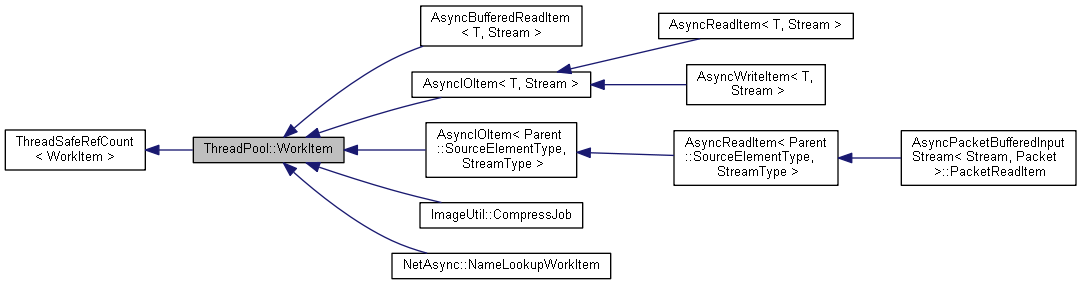 AsyncBufferedReadItem
< T, Stream >
AsyncReadItem< T, Stream >
AsyncIOItem< T, Stream >
AsyncWriteItem< T,
Stream >
ThreadSafeRefCount
< WorkItem >
ThreadPool::WorkItem
AsyncIOItem< Parent
::SourceElementType,
StreamType >
AsyncReadItem< Parent
::SourceElementType,
StreamType >
AsyncPacketBufferedInput
Stream< Stream, Packet
>::PacketReadItem
ImageUtil::CompressJob
NetAsync::NameLookupWorkItem